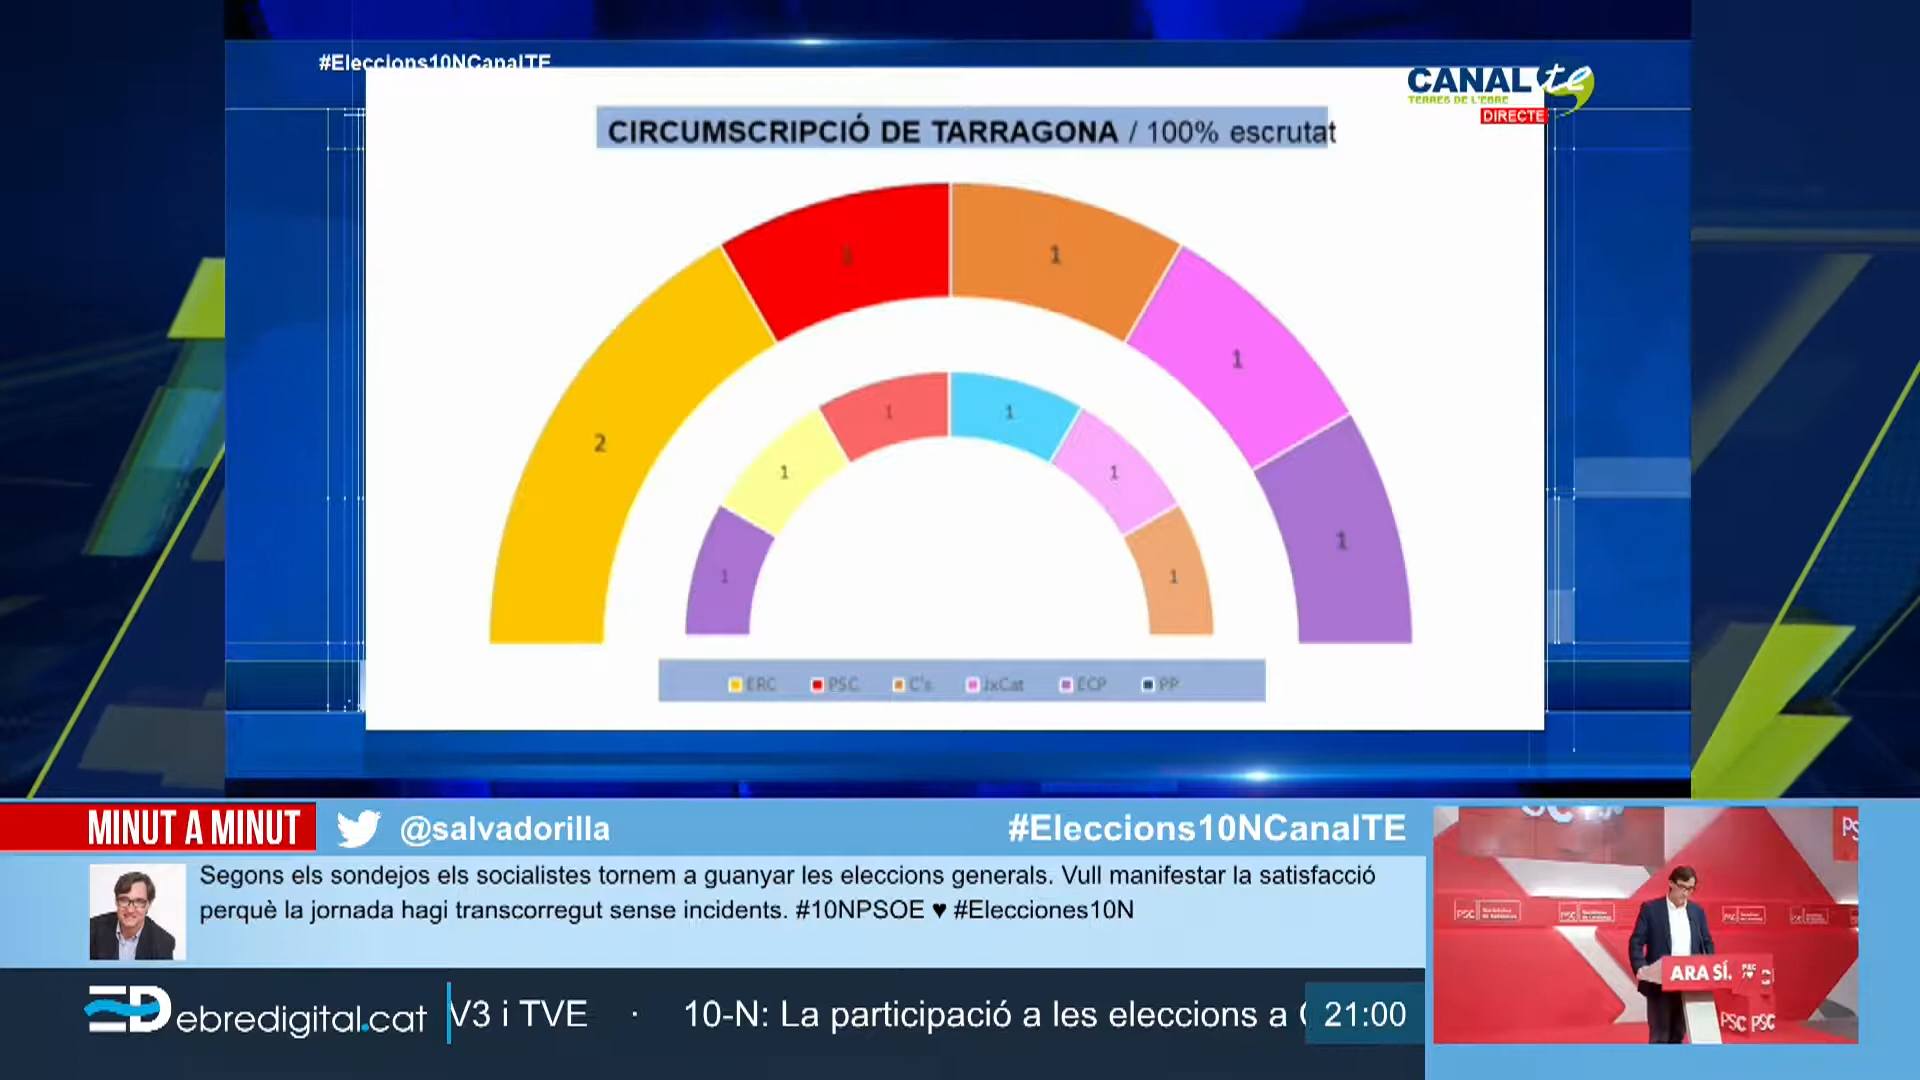 #Eleccions10NCanalTE
CANAL te
TERRES DE L'EBRE
DIRECTE
CIRCUMSCRIPCIÓ DE TARRAGONA / 100% escrutat
1
1
1
2
1
1
1
1
1
1
1
ERC PSC C's JxCat ECP PP
MINUT A MINUT
@salvadorilla
#Eleccions10NCanalTE
Segons els sondejos els socialistes tornem a guanyar les eleccions generals. Vull manifestar la satisfacció
perquè la jornada hagi transcorregut sense incidents. #10NPSOE ♥ #Elecciones10N
ebredigital.cat
V3 i TVE · 10-N: La participació a les eleccions a
21:00
PSC
PSC
ARA SÍ.
PSC PSC